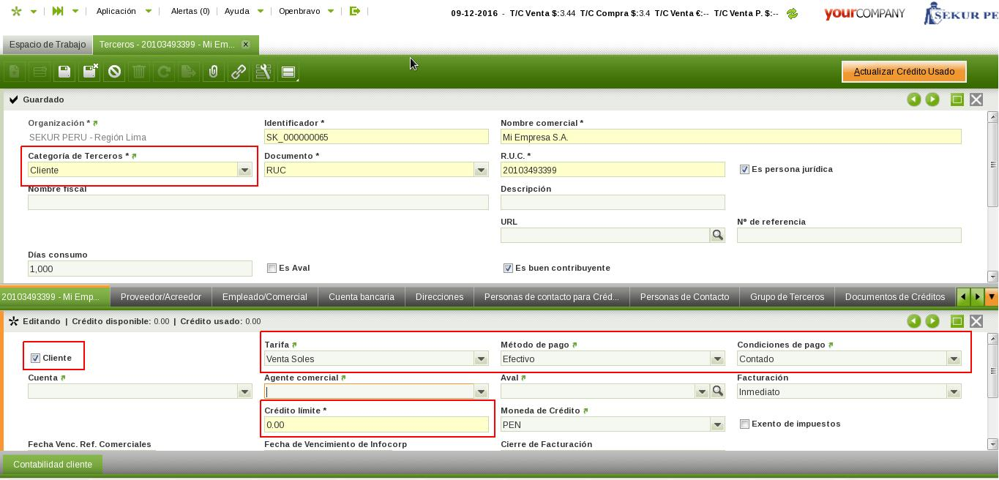 Aplicación Alertas (0) Ayuda Openbravo 09-12-2016 - T/C Venta $:3.44 T/C Compra $:3.4 T/C Venta €:-- T/C Venta P. $:-- yourCOMPANY SEKUR PE
Espacio de Trabajo Terceros - 20103493399 - Mi Em... x
Actualizar Crédito Usado
Guardado
Organización * Identificador * Nombre comercial *
SEKUR PERU - Región Lima SK_000000065 Mi Empresa S.A.
Categoría de Terceros * Documento * R.U.C. *
Cliente RUC 20103493399 Es persona jurídica
Nombre fiscal Descripción
URL Nº de referencia
Días consumo
1,000 Es Aval Es buen contribuyente
20103493399 - Mi Emp... Proveedor/Acreedor Empleado/Comercial Cuenta bancaria Direcciones Personas de contacto para Créd... Personas de Contacto Grupo de Terceros Documentos de Créditos
Editando | Crédito disponible: 0.00 | Crédito usado: 0.00
Tarifa Método de pago Condiciones de pago
Cliente Venta Soles Efectivo Contado
Cuenta Agente comercial Aval Facturación
Inmediato
Crédito límite * Moneda de Crédito
0.00 PEN Exento de impuestos
Fecha Venc. Ref. Comerciales Fecha de Vencimiento de Infocorp Cierre de Facturación
Contabilidad cliente